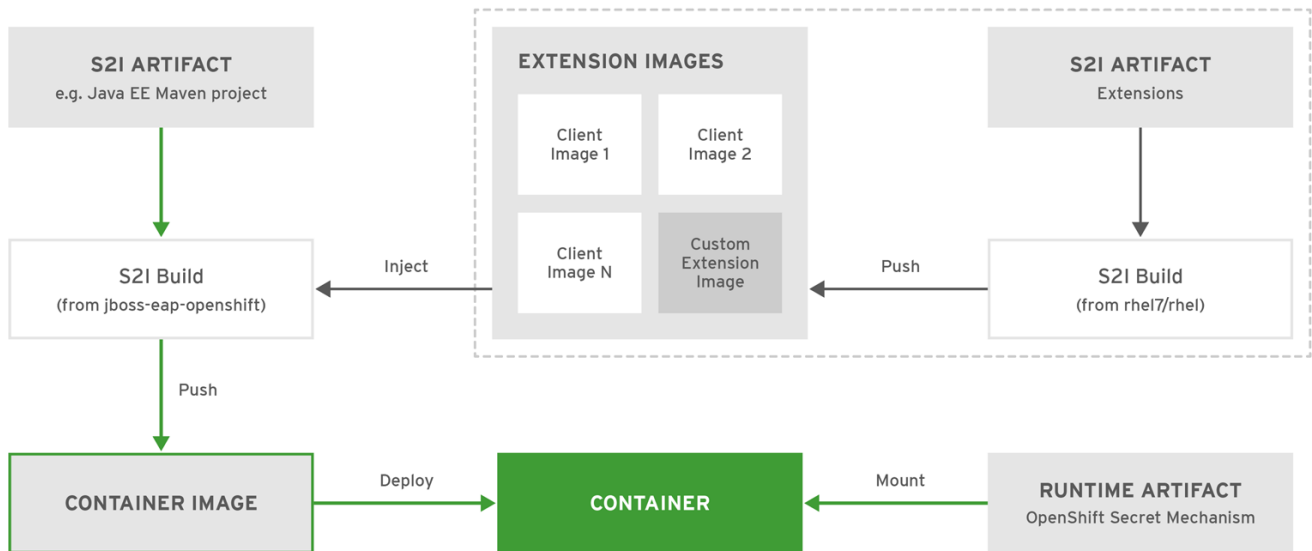 S2I ARTIFACT
e.g. Java EE Maven project
EXTENSION IMAGES
Client
Image 1
Client
Image 2
Client
Image N
Custom
Extension
Image
S2I ARTIFACT
Extensions
S2I Build
(from jboss-eap-openshift)
Inject
Push
S2I Build
(from rhel7/rhel)
Push
CONTAINER IMAGE
Deploy
CONTAINER
Mount
RUNTIME ARTIFACT
OpenShift Secret Mechanism